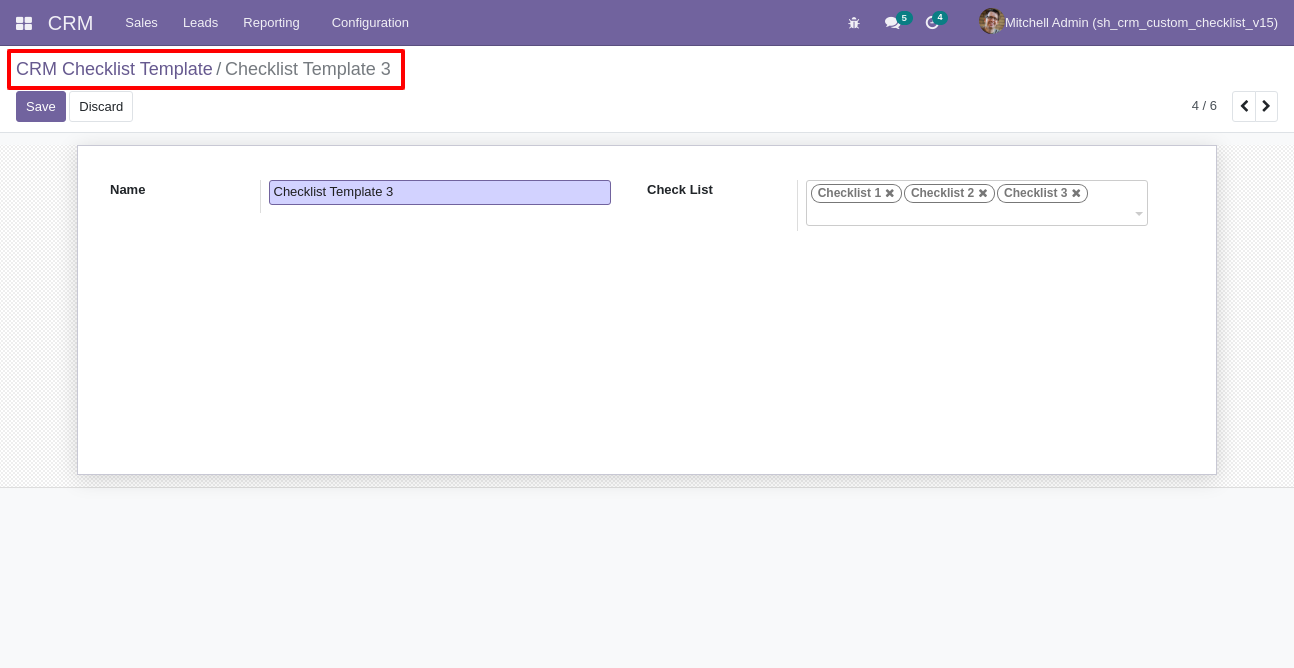 CRM Sales Leads Reporting Configuration 5 4 Mitchell Admin (sh_crm_custom_checklist_v15)
CRM Checklist Template / Checklist Template 3
Save Discard 4 / 6
Name Checklist Template 3 Check List Checklist 1 ✖ Checklist 2 ✖ Checklist 3 ✖